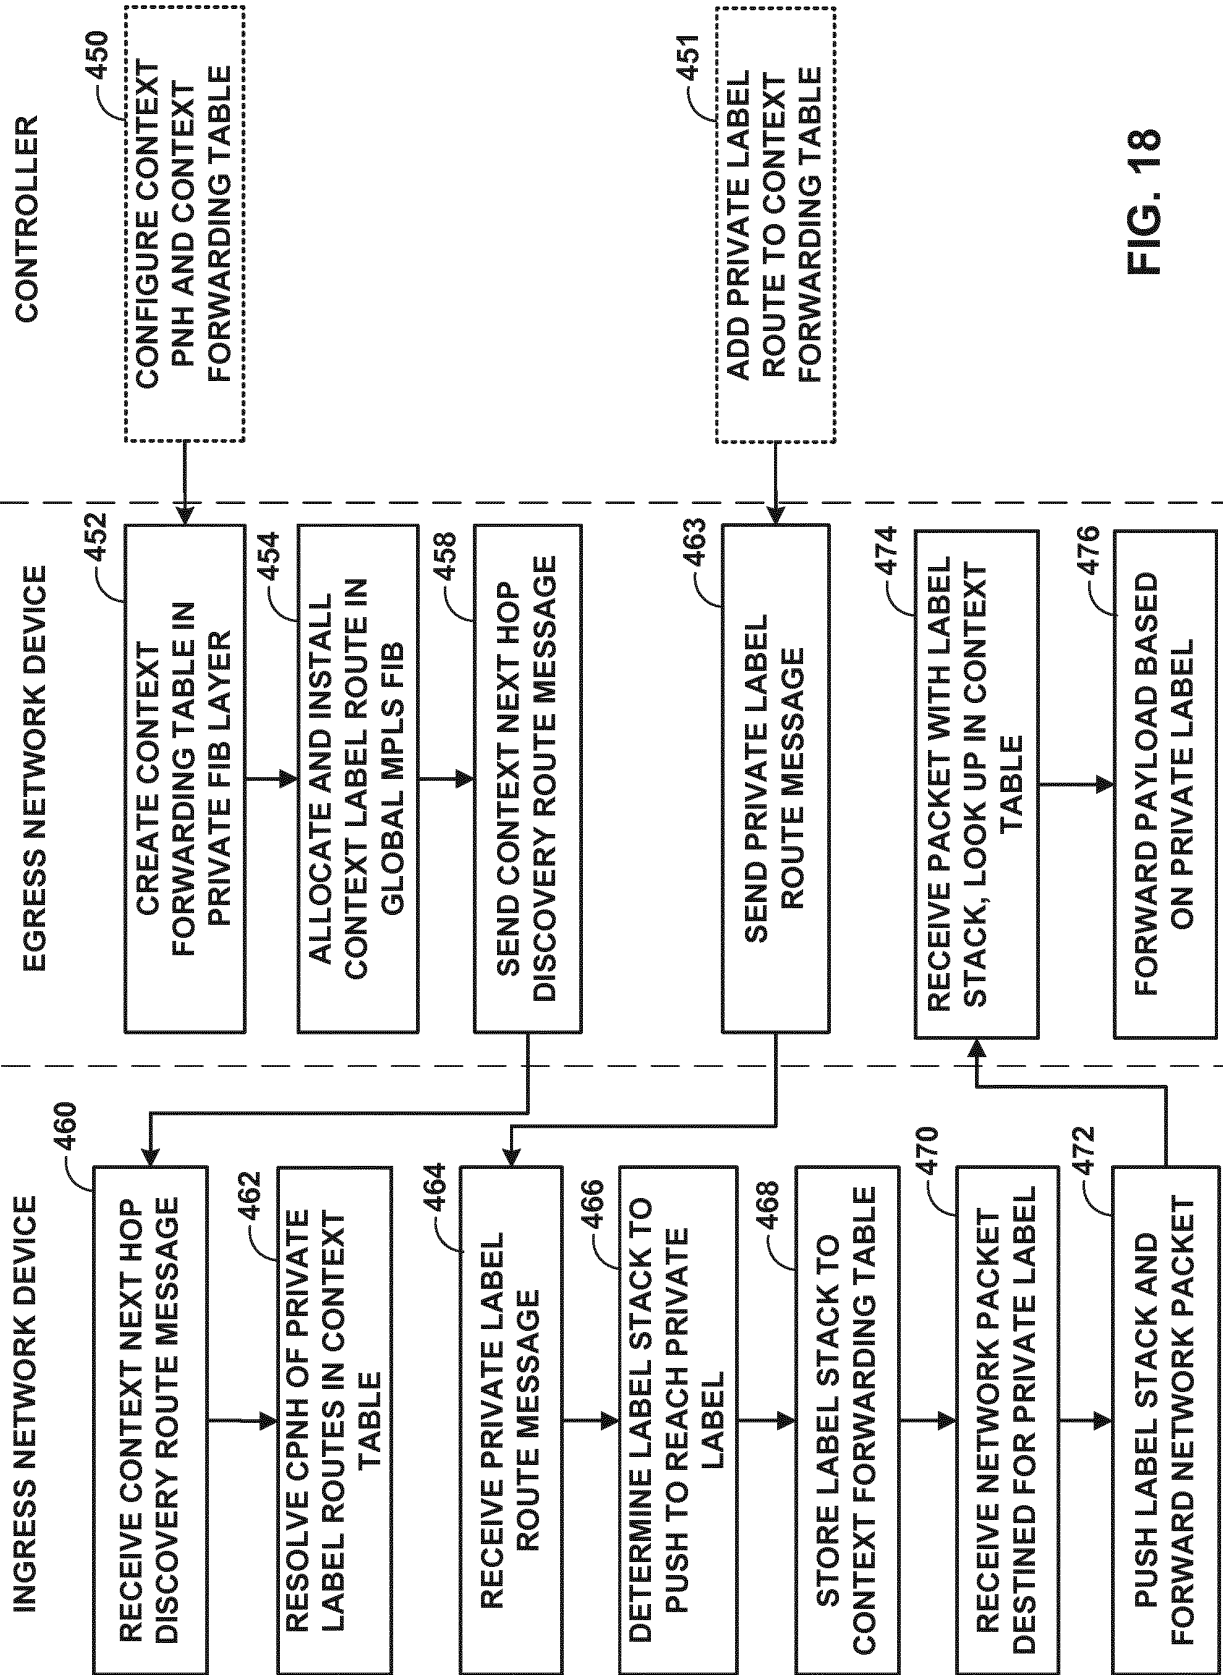 INGRESS NETWORK DEVICE
460
RECEIVE CONTEXT NEXT HOP
DISCOVERY ROUTE MESSAGE
462
RESOLVE CPNH OF PRIVATE
LABEL ROUTES IN CONTEXT
TABLE
464
RECEIVE PRIVATE LABEL
ROUTE MESSAGE
466
DETERMINE LABEL STACK TO
PUSH TO REACH PRIVATE
LABEL
468
STORE LABEL STACK TO
CONTEXT FORWARDING TABLE
470
RECEIVE NETWORK PACKET
DESTINED FOR PRIVATE LABEL
472
PUSH LABEL STACK AND
FORWARD NETWORK PACKET
EGRESS NETWORK DEVICE
452
CREATE CONTEXT
FORWARDING TABLE IN
PRIVATE FIB LAYER
454
ALLOCATE AND INSTALL
CONTEXT LABEL ROUTE IN
GLOBAL MPLS FIB
458
SEND CONTEXT NEXT HOP
DISCOVERY ROUTE MESSAGE
463
SEND PRIVATE LABEL
ROUTE MESSAGE
474
RECEIVE PACKET WITH LABEL
STACK, LOOK UP IN CONTEXT
TABLE
476
FORWARD PAYLOAD BASED
ON PRIVATE LABEL
CONTROLLER
450
CONFIGURE CONTEXT
PNH AND CONTEXT
FORWARDING TABLE
451
ADD PRIVATE LABEL
ROUTE TO CONTEXT
FORWARDING TABLE
FIG. 18